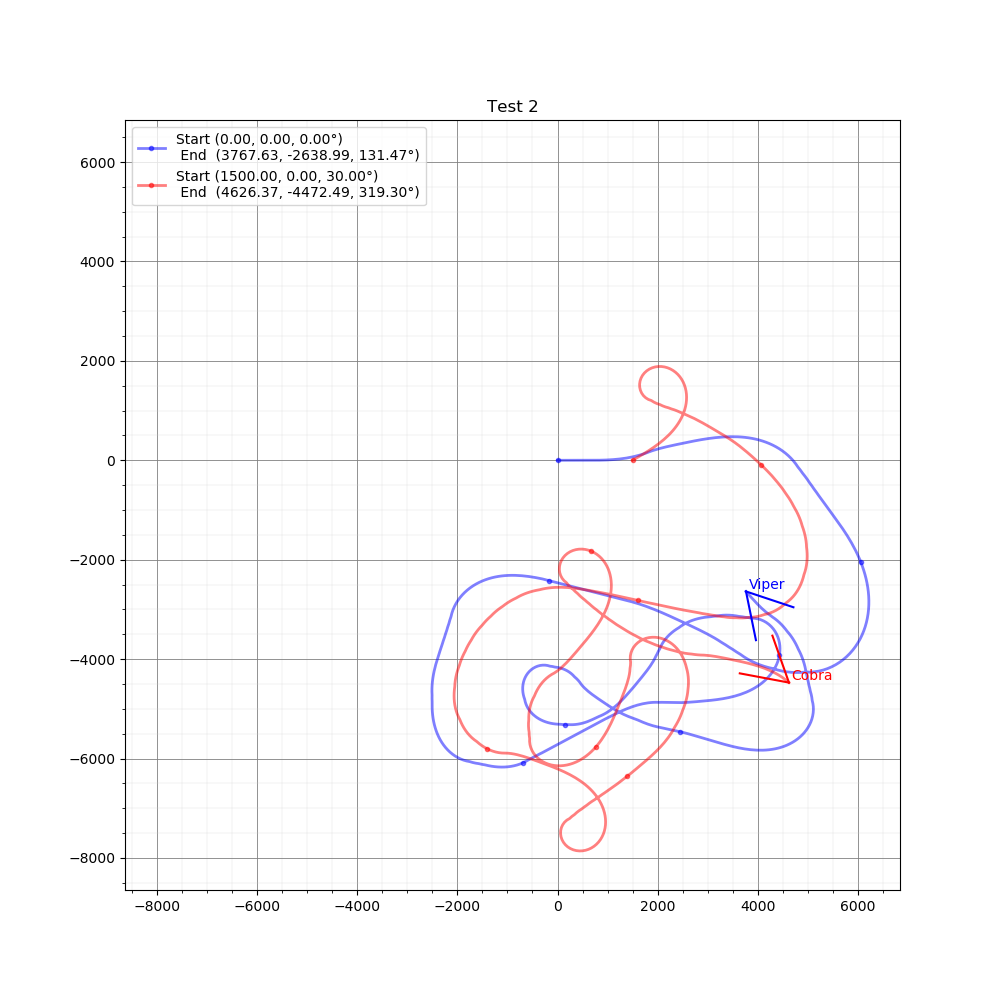 Test 2
Start (0.00, 0.00, 0.00°)
End (3767.63, -2638.99, 131.47°)
Start (1500.00, 0.00, 30.00°)
End (4626.37, -4472.49, 319.30°)
6000
4000
2000
0
−2000
−4000
−6000
−8000
Viper
Cobra
−8000 −6000 −4000 −2000 0 2000 4000 6000